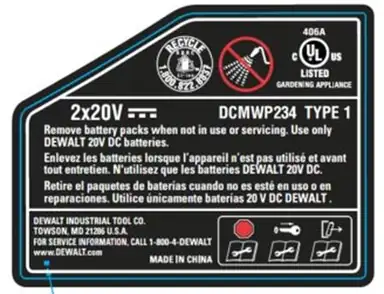 406A
RECYCLE
RBRC
1.800.822.8837
C UL US
LISTED
GARDENING APPLIANCE
2x20V
DCMWP234 TYPE 1
Remove battery packs when not in use or servicing. Use only
DEWALT 20V DC batteries.
Enlevez les batteries lorsque l'appareil n'est pas utilisé et avant
tout entretien. N'utilisez que les batteries DEWALT 20V DC.
Retire el paquetes de baterías cuando no es esté en uso o en
reparaciones. Utilice únicamente baterías 20 V DC DEWALT .
DEWALT INDUSTRIAL TOOL CO.
TOWSON, MD 21286 U.S.A.
FOR SERVICE INFORMATION, CALL 1-800-4-DEWALT
www.DEWALT.com
MADE IN CHINA